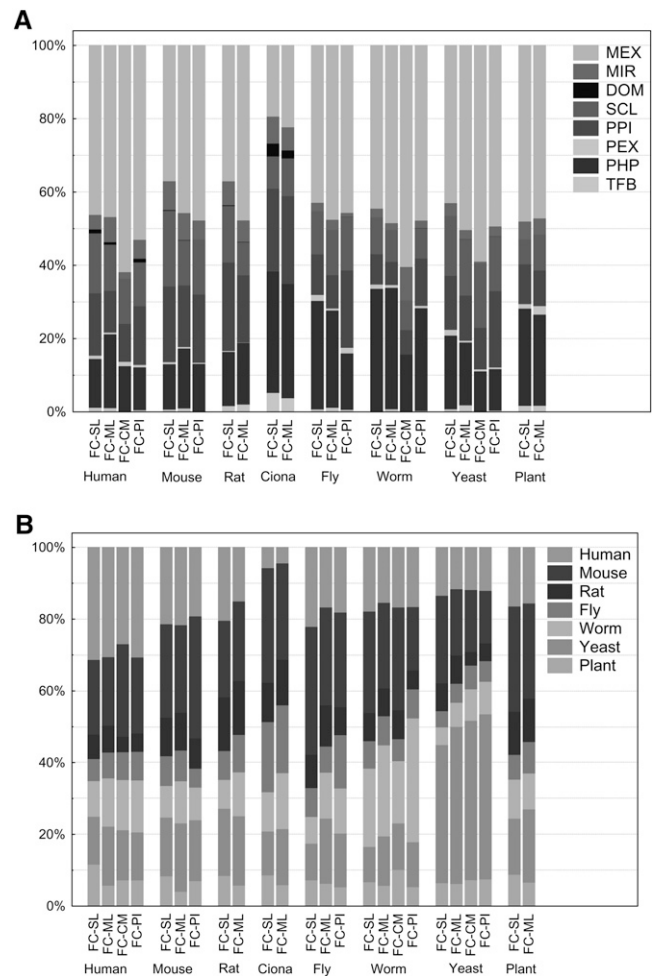 A
100%
80%
60%
40%
20%
0%
MEX
MIR
DOM
SCL
PPI
PEX
PHP
TFB
FC-SL FC-ML FC-CM FC-PI FC-SL FC-ML FC-PI FC-SL FC-ML FC-SL FC-ML FC-SL FC-ML FC-PI FC-SL FC-ML FC-CM FC-PI FC-SL FC-ML FC-CM FC-PI FC-SL FC-ML
Human Mouse Rat Ciona Fly Worm Yeast Plant
B
100%
80%
60%
40%
20%
0%
Human
Mouse
Rat
Fly
Worm
Yeast
Plant
FC-SL FC-ML FC-CM FC-PI FC-SL FC-ML FC-PI FC-SL FC-ML FC-SL FC-ML FC-SL FC-ML FC-PI FC-SL FC-ML FC-CM FC-PI FC-SL FC-ML FC-CM FC-PI FC-SL FC-ML
Human Mouse Rat Ciona Fly Worm Yeast Plant